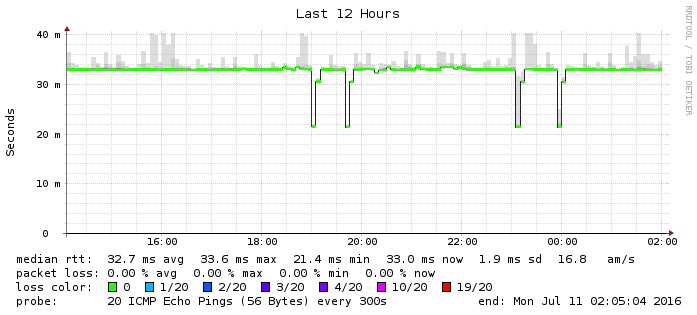 Last 12 Hours
RRDTOOL / TOBI OETIKER
Seconds
40 m
30 m
20 m
10 m
0
16:00 18:00 20:00 22:00 00:00 02:00
median rtt: 32.7 ms avg 33.6 ms max 21.4 ms min 33.0 ms now 1.9 ms sd 16.8 am/s
packet loss: 0.00 % avg 0.00 % max 0.00 % min 0.00 % now
loss color: 0 1/20 2/20 3/20 4/20 10/20 19/20
probe: 20 ICMP Echo Pings (56 Bytes) every 300s end: Mon Jul 11 02:05:04 2016